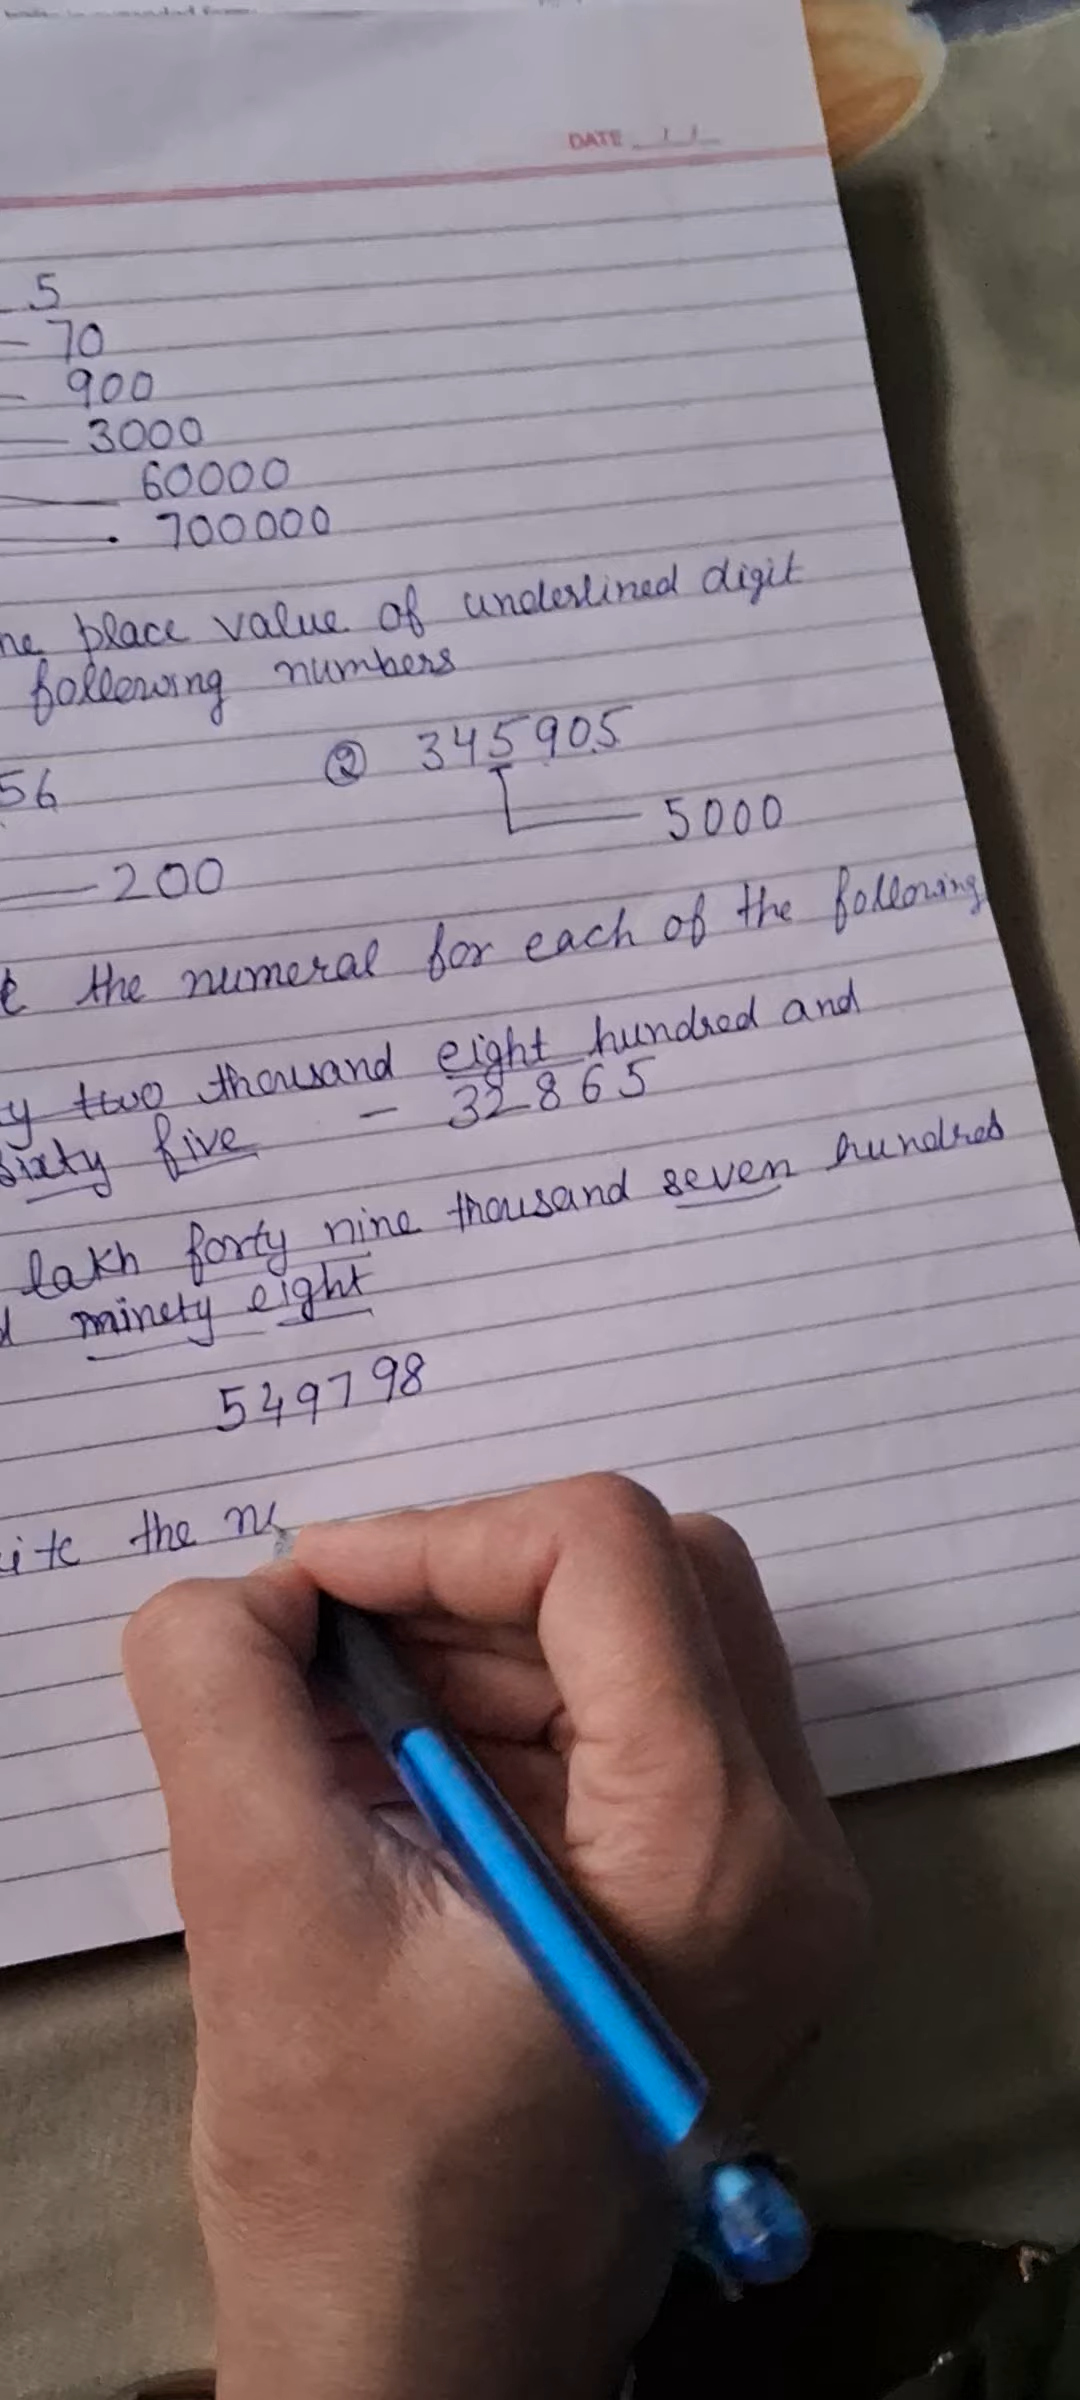 DATE
5
70
900
3000
60000
700000
place value of underlined digit
following numbers
56 ② 345905
5000
200
the numeral for each of the following
two thousand eight hundred and
sixty five - 32865
lakh forty nine thousand seven hundred
ninety eight
549798
the nu